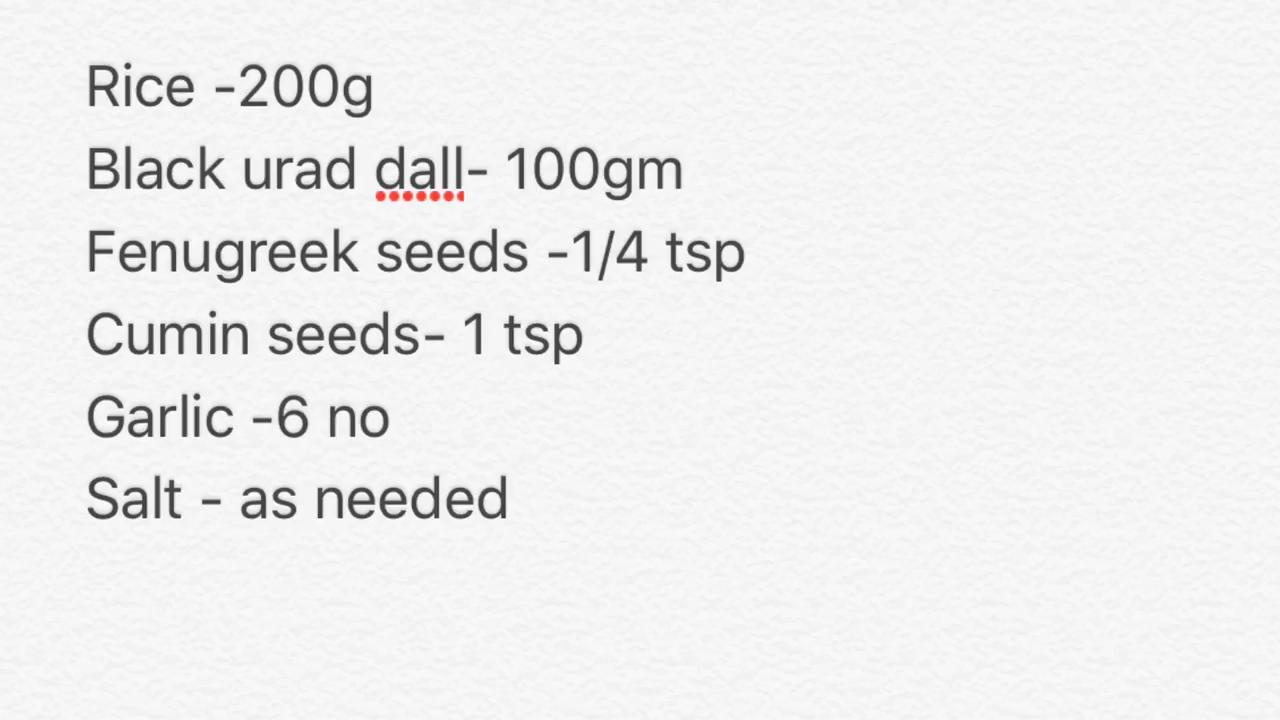 Rice -200g
Black urad dall- 100gm
Fenugreek seeds -1/4 tsp
Cumin seeds- 1 tsp
Garlic -6 no
Salt - as needed